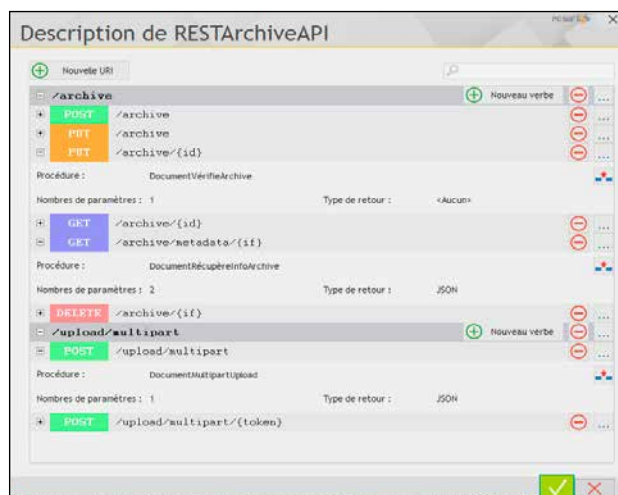 Description de RESTArchiveAPI
Nouvelle URI
/archive
Nouveau verbe
...
POST /archive
...
PUT /archive
...
PUT /archive/{id}
...
Procédure : DocumentVérifieArchive
Nombres de paramètres : 1 Type de retour : <Aucun>
GET /archive/{id}
...
GET /archive/metadata/{if}
...
Procédure : DocumentRécupèreInfoArchive
Nombres de paramètres : 2 Type de retour : JSON
DELETE /archive/{if}
...
/upload/multipart
Nouveau verbe
...
POST /upload/multipart
...
Procédure : DocumentMultipartUpload
Nombres de paramètres : 1 Type de retour : JSON
POST /upload/multipart/{token}
...